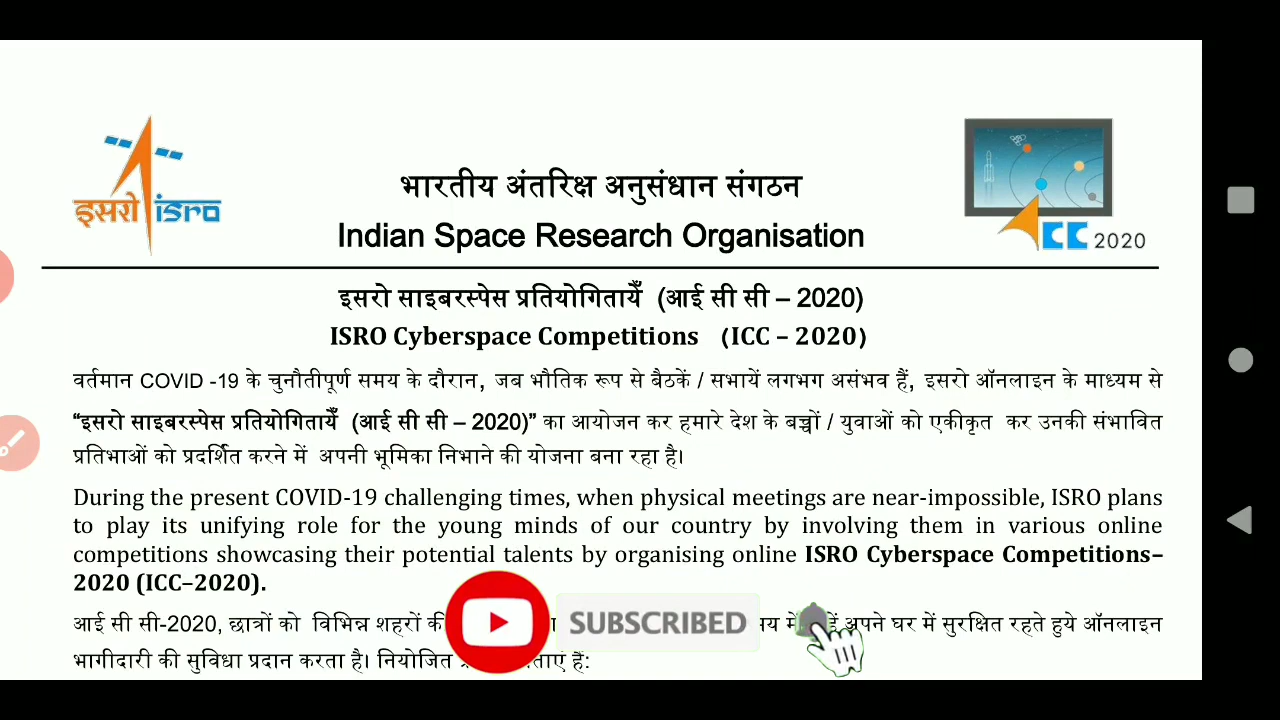 इसरो isro
CC 2020
भारतीय अंतरिक्ष अनुसंधान संगठन
Indian Space Research Organisation
इसरो साइबरस्पेस प्रतियोगितायेँ (आई सी सी – 2020)
ISRO Cyberspace Competitions (ICC – 2020)
वर्तमान COVID -19 के चुनौतीपूर्ण समय के दौरान, जब भौतिक रूप से बैठकें / सभायें लगभग असंभव हैं, इसरो ऑनलाइन के माध्यम से
“इसरो साइबरस्पेस प्रतियोगितायेँ (आई सी सी – 2020)” का आयोजन कर हमारे देश के बच्चों / युवाओं को एकीकृत कर उनकी संभावित
प्रतिभाओं को प्रदर्शित करने में अपनी भूमिका निभाने की योजना बना रहा है।
During the present COVID-19 challenging times, when physical meetings are near-impossible, ISRO plans
to play its unifying role for the young minds of our country by involving them in various online
competitions showcasing their potential talents by organising online ISRO Cyberspace Competitions–
2020 (ICC–2020).
आई सी सी-2020, छात्रों को विभिन्न शहरों की SUBSCRIBED में अपने घर में सुरक्षित रहते हुये ऑनलाइन
भागीदारी की सुविधा प्रदान करता है। नियोजित हैं: